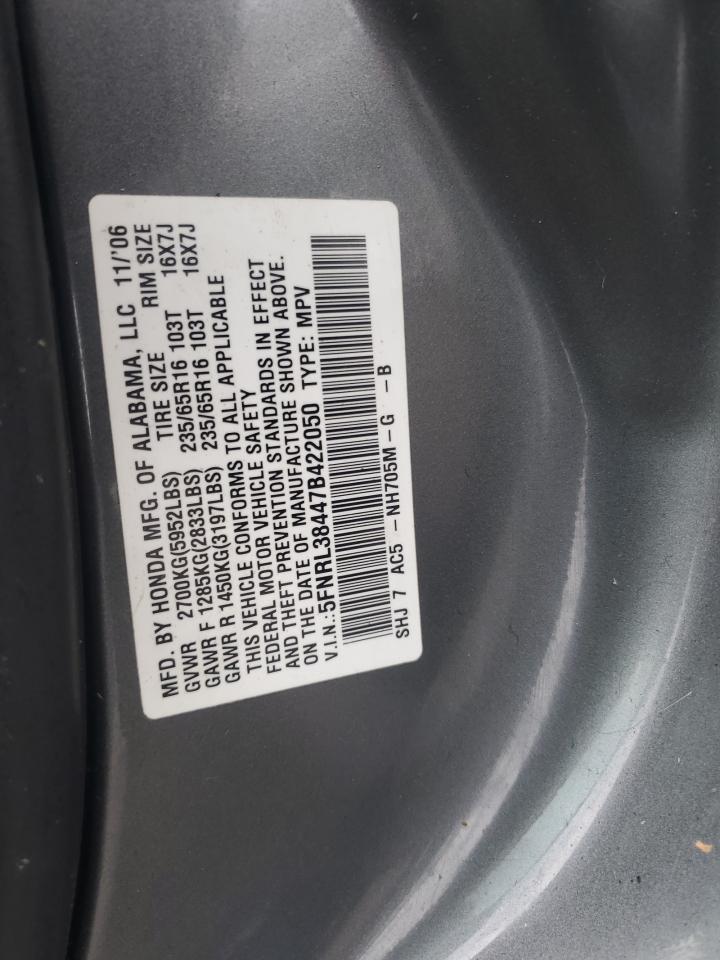 MFD. BY HONDA MFG. OF ALABAMA, LLC 11/'06
TIRE SIZE RIM SIZE
GVWR 2700KG(5952LBS)
GAWR F 1285KG(2833LBS) 235/65R16 103T 16X7J
GAWR R 1450KG(3197LBS) 235/65R16 103T 16X7J
THIS VEHICLE CONFORMS TO ALL APPLICABLE
FEDERAL MOTOR VEHICLE SAFETY
AND THEFT PREVENTION STANDARDS IN EFFECT
ON THE DATE OF MANUFACTURE SHOWN ABOVE.
V.I.N.: 5FNRL38447B422050 TYPE: MPV
SHJ 7 AC5 -NH705M-G -B